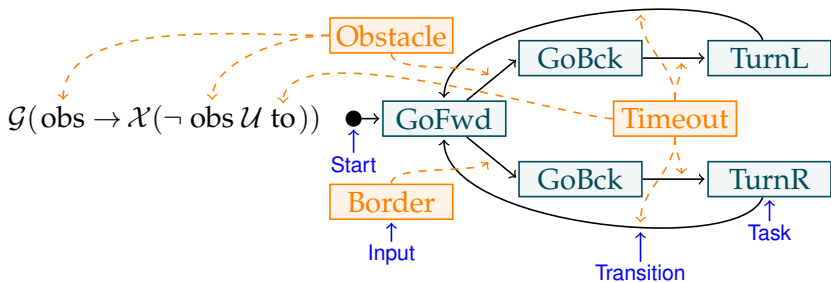 Obstacle
GoBck
TurnL
𝒢( obs → 𝒳(¬ obs 𝒰 to))
GoFwd
Timeout
Start
Border
GoBck
TurnR
Input
Transition
Task